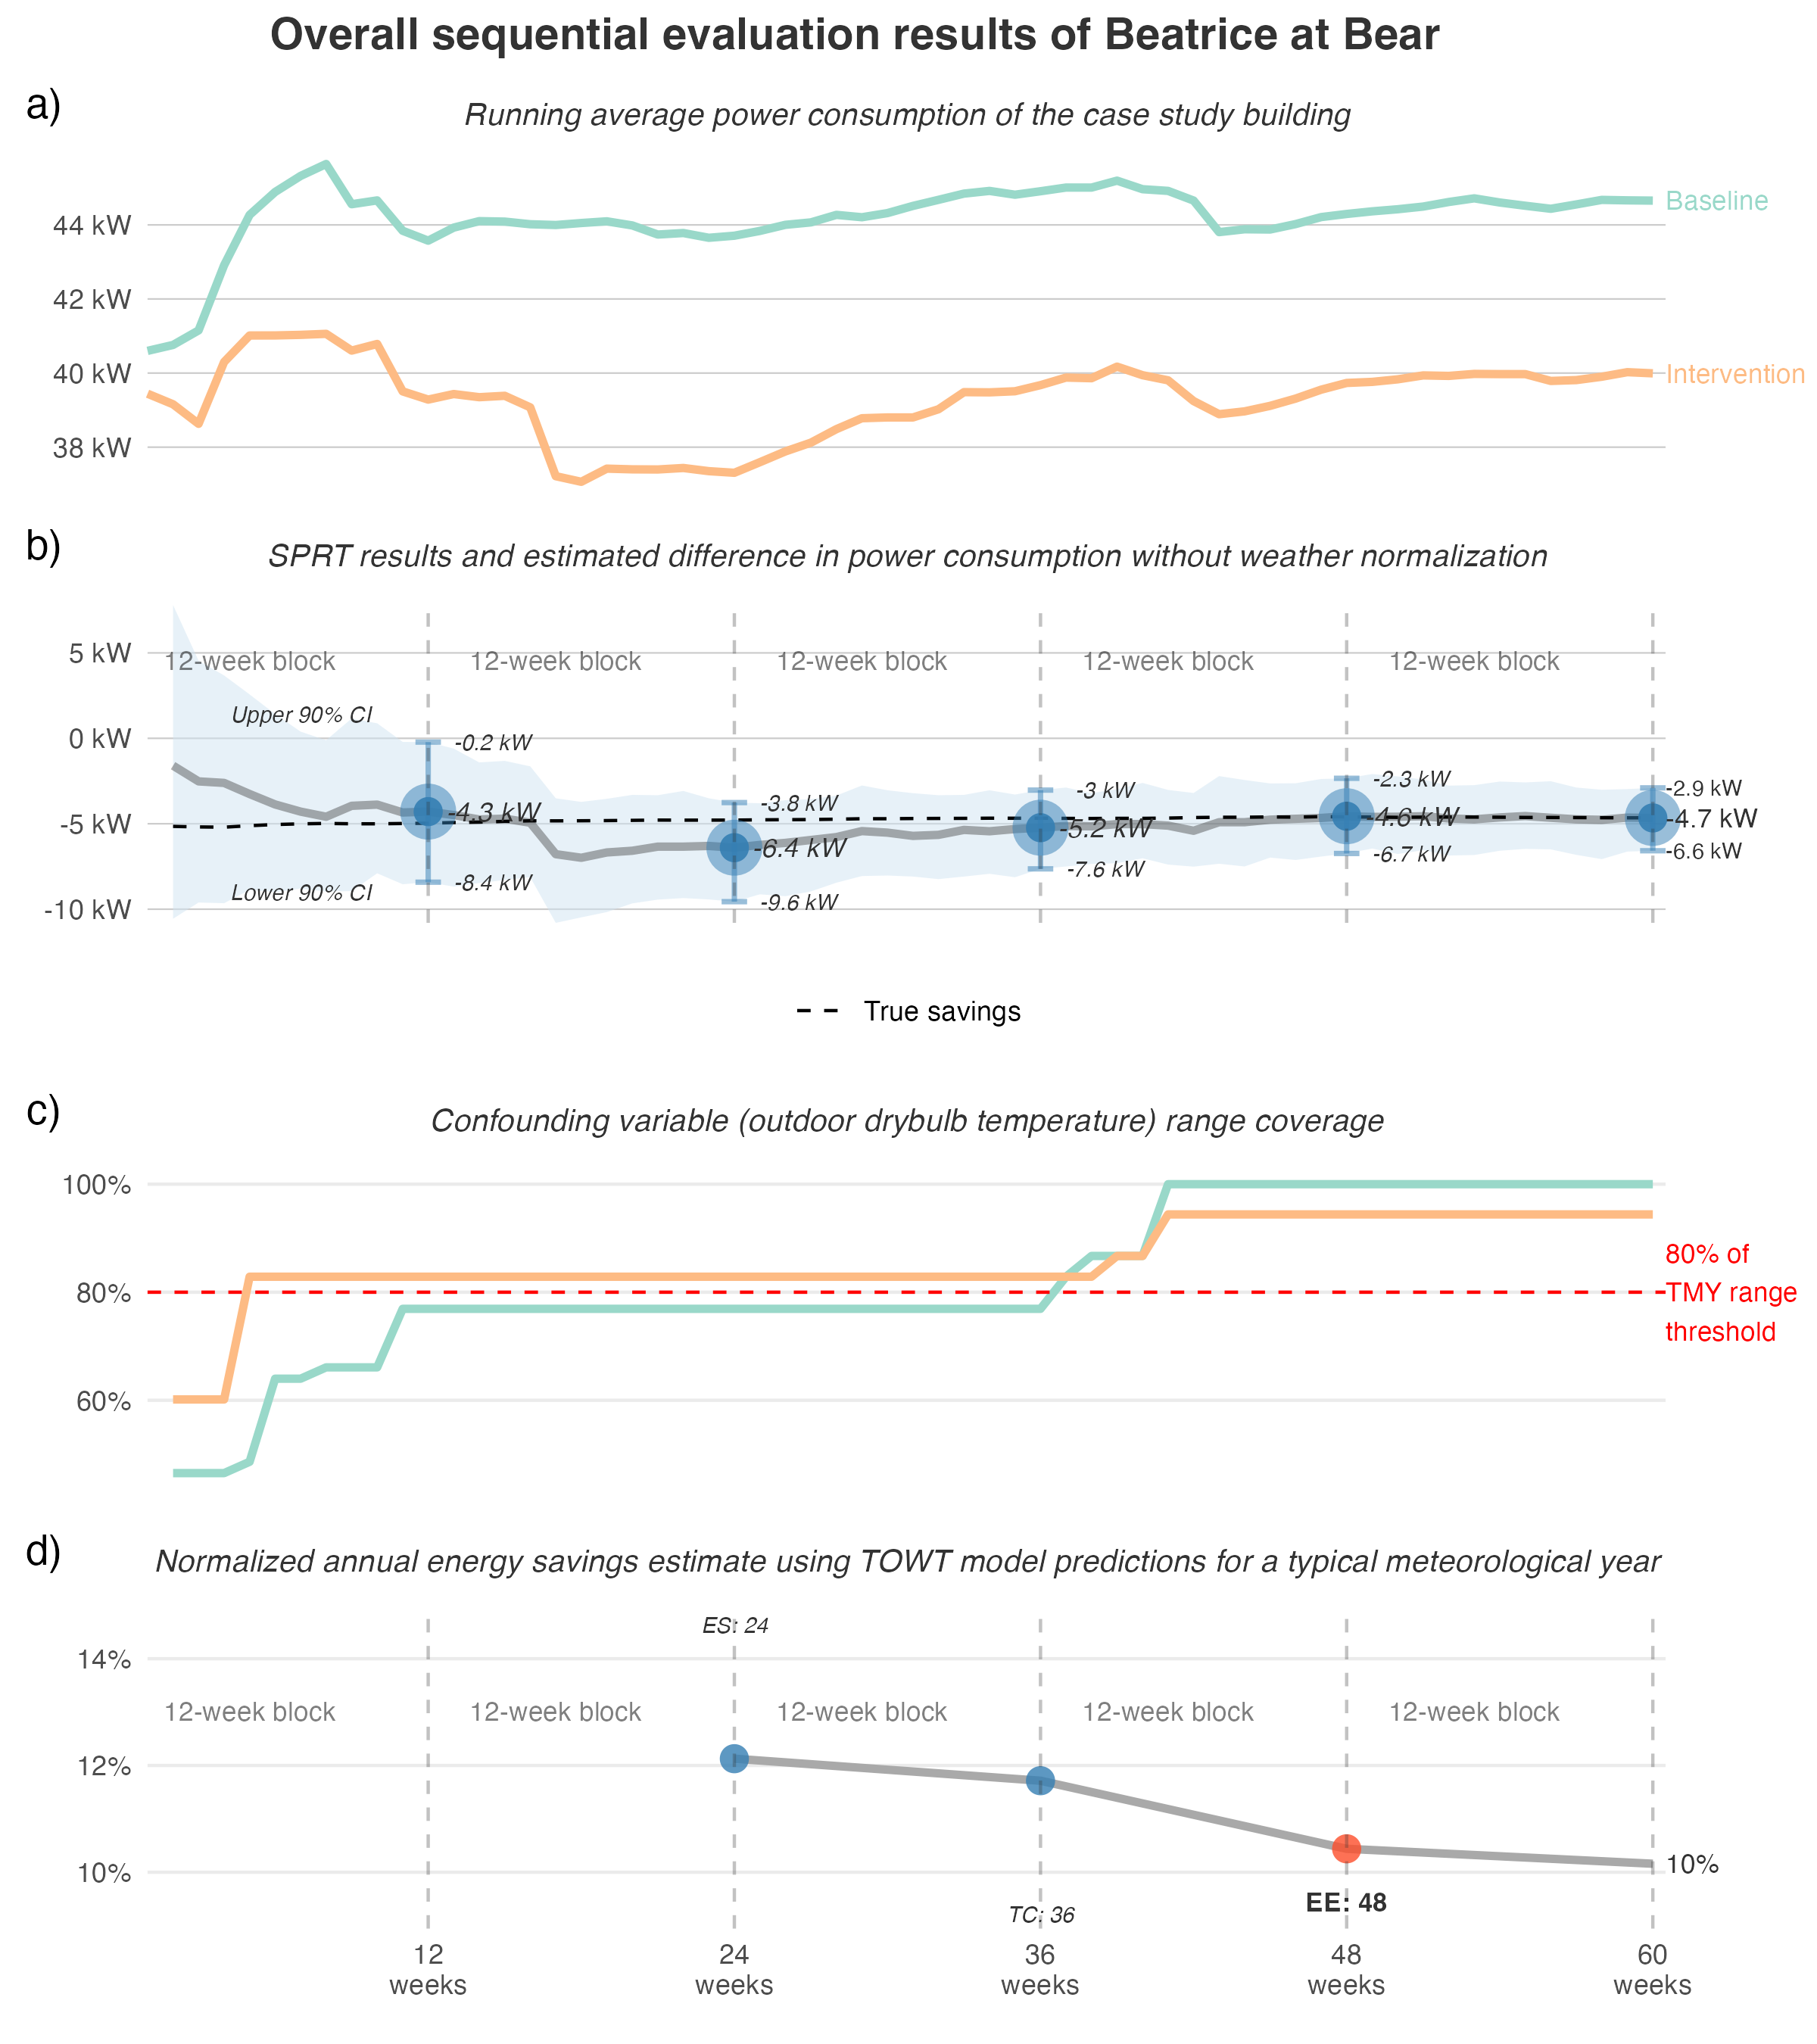 Overall sequential evaluation results of Beatrice at Bear
a)
Running average power consumption of the case study building
44 kW
42 kW
40 kW
38 kW
Baseline
Intervention
b)
SPRT results and estimated difference in power consumption without weather normalization
5 kW
0 kW
-5 kW
-10 kW
12-week block
12-week block
12-week block
12-week block
12-week block
Upper 90% CI
Lower 90% CI
-0.2 kW
-4.3 kW
-8.4 kW
-3.8 kW
-6.4 kW
-9.6 kW
-3 kW
-5.2 kW
-7.6 kW
-2.3 kW
-4.6 kW
-6.7 kW
-2.9 kW
-4.7 kW
-6.6 kW
True savings
c)
Confounding variable (outdoor drybulb temperature) range coverage
100%
80%
60%
80% of
TMY range
threshold
d)
Normalized annual energy savings estimate using TOWT model predictions for a typical meteorological year
ES: 24
14%
12%
10%
12-week block
12-week block
12-week block
12-week block
12-week block
10%
TC: 36
EE: 48
12
weeks
24
weeks
36
weeks
48
weeks
60
weeks